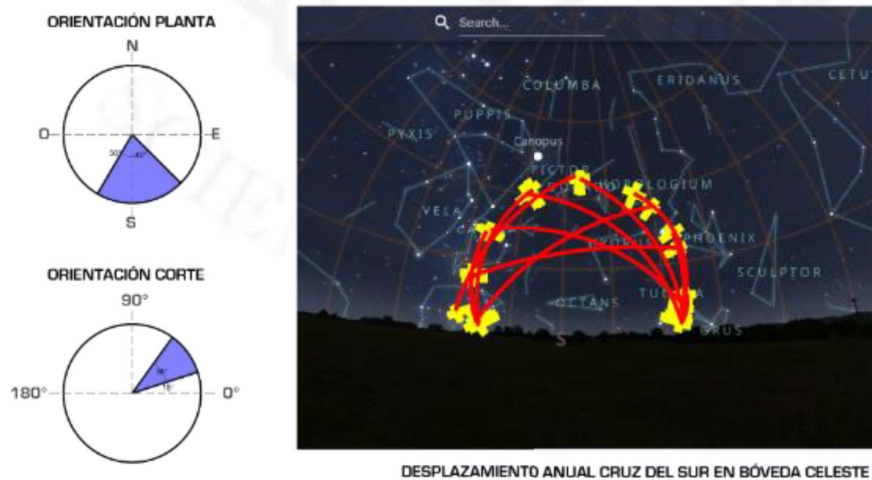 ORIENTACIÓN PLANTA
N
O
E
S
ORIENTACIÓN CORTE
90°
180°
0°
Search...
COLUMBA
ERIDANUS
CETU
PUPPIS
PYXIS
Canopus
PICTOR
HOROLOGIUM
VELA
PHOENIX
SCULPTOR
OCTANS
S
DESPLAZAMIENTO ANUAL CRUZ DEL SUR EN BÓVEDA CELESTE